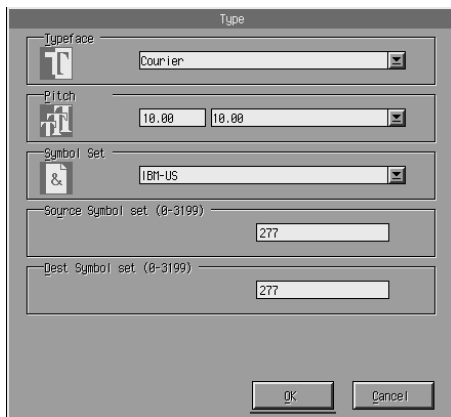 Type
Typeface
Courier
Pitch
10.00 10.00
Symbol Set
&
IBM-US
Source Symbol set (0-3199)
277
Dest Symbol set (0-3199)
277
OK Cancel